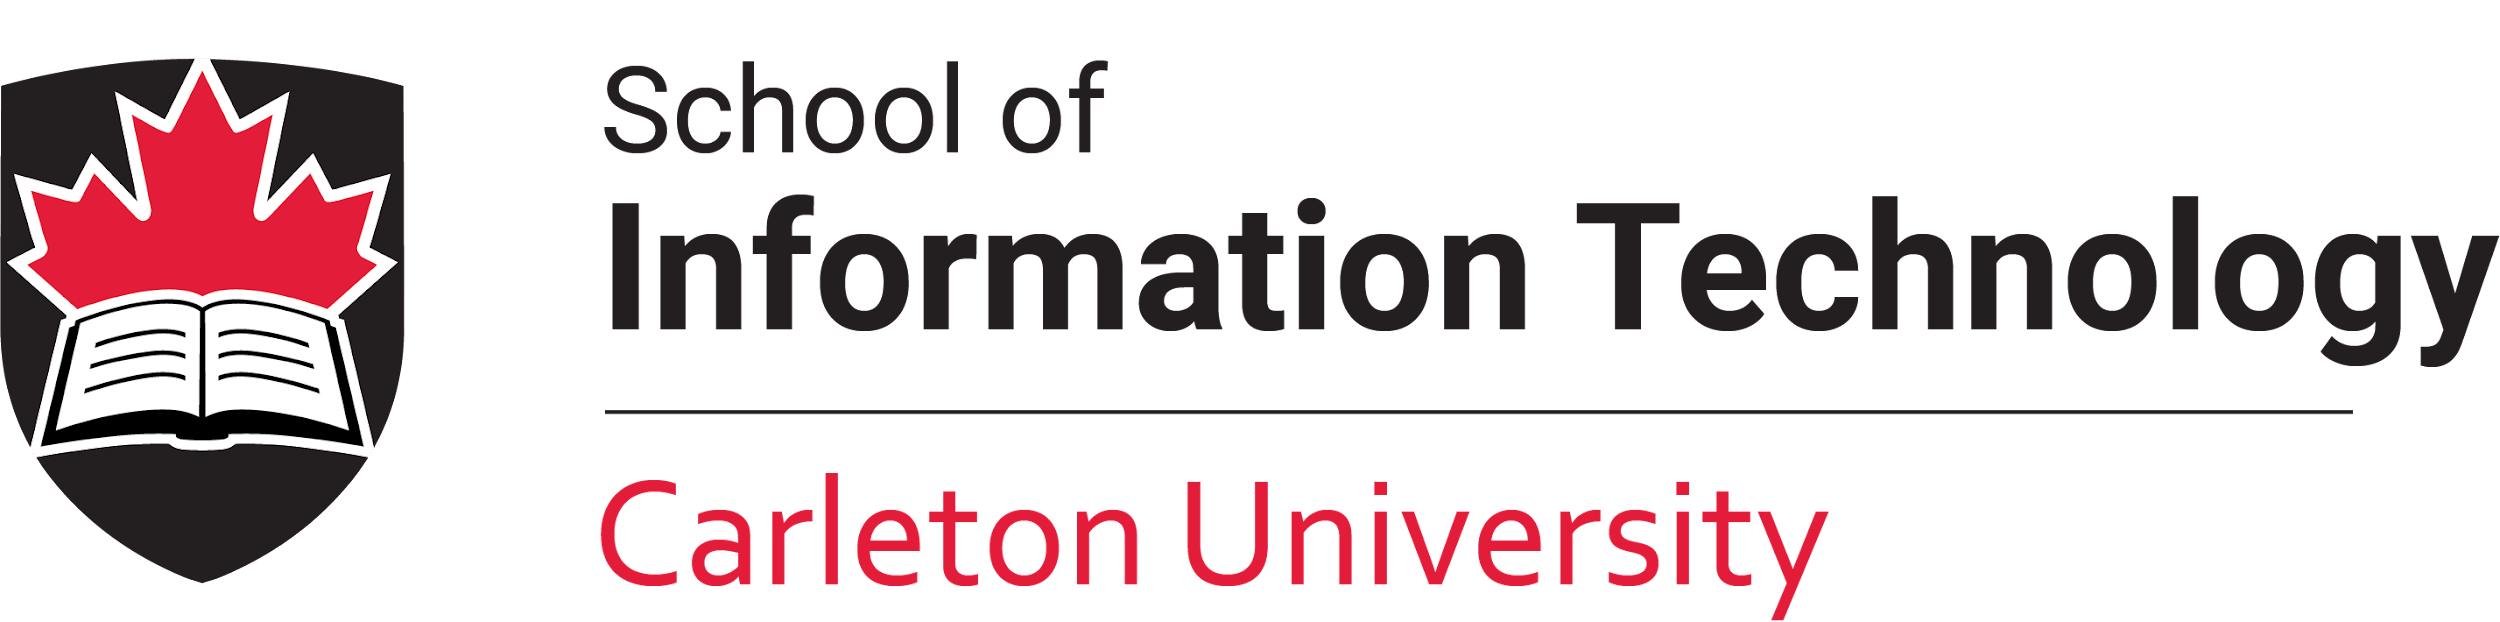 School of
Information Technology
Carleton University